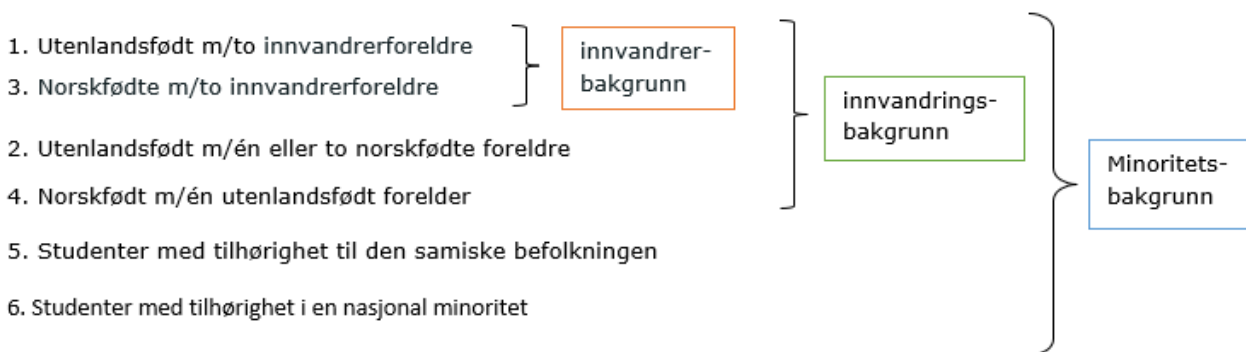 1. Utenlandsfødt m/to innvandrerforeldre
3. Norskfødte m/to innvandrerforeldre
innvandrer-
bakgrunn
2. Utenlandsfødt m/én eller to norskfødte foreldre
4. Norskfødt m/én utenlandsfødt forelder
innvandrings-
bakgrunn
5. Studenter med tilhørighet til den samiske befolkningen
6. Studenter med tilhørighet i en nasjonal minoritet
Minoritets-
bakgrunn